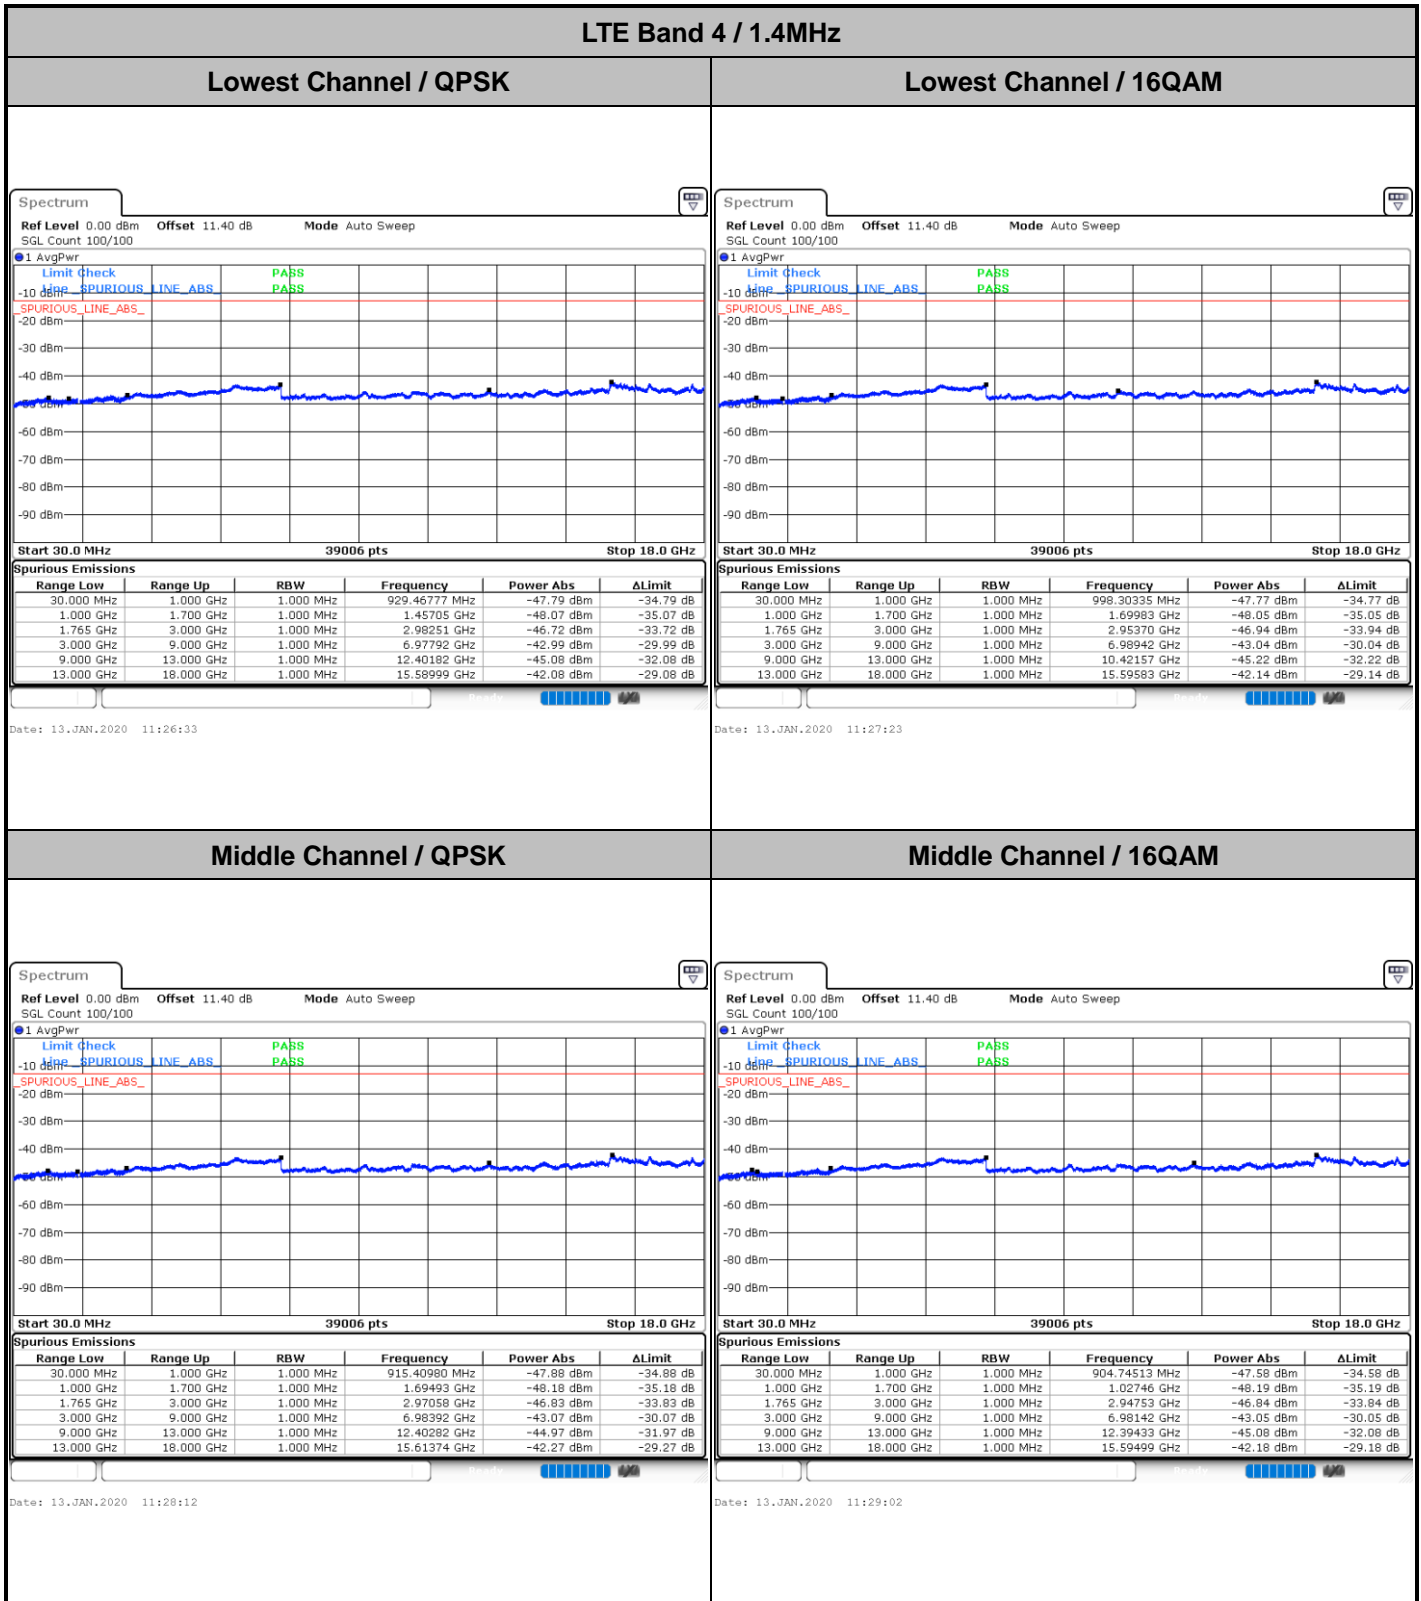 LTE Band 4 / 1.4MHz
Lowest Channel / QPSK
Lowest Channel / 16QAM
Spectrum
Ref Level 0.00 dBm Offset 11.40 dB Mode Auto Sweep
SGL Count 100/100
1 AvgPwr
Limit Check PASS
-10 dBm Line _SPURIOUS_LINE_ABS_ PASS
_SPURIOUS_LINE_ABS_
-20 dBm
-30 dBm
-40 dBm
-50 dBm
-60 dBm
-70 dBm
-80 dBm
-90 dBm
Start 30.0 MHz 39006 pts Stop 18.0 GHz
Spurious Emissions
Range Low Range Up RBW Frequency Power Abs ΔLimit
30.000 MHz 1.000 GHz 1.000 MHz 929.46777 MHz -47.79 dBm -34.79 dB
1.000 GHz 1.700 GHz 1.000 MHz 1.45705 GHz -48.07 dBm -35.07 dB
1.765 GHz 3.000 GHz 1.000 MHz 2.98251 GHz -46.72 dBm -33.72 dB
3.000 GHz 9.000 GHz 1.000 MHz 6.97792 GHz -42.99 dBm -29.99 dB
9.000 GHz 13.000 GHz 1.000 MHz 12.40182 GHz -45.08 dBm -32.08 dB
13.000 GHz 18.000 GHz 1.000 MHz 15.58999 GHz -42.08 dBm -29.08 dB
Ready
Date: 13.JAN.2020 11:26:33
Spectrum
Ref Level 0.00 dBm Offset 11.40 dB Mode Auto Sweep
SGL Count 100/100
1 AvgPwr
Limit Check PASS
-10 dBm Line _SPURIOUS_LINE_ABS_ PASS
_SPURIOUS_LINE_ABS_
-20 dBm
-30 dBm
-40 dBm
-50 dBm
-60 dBm
-70 dBm
-80 dBm
-90 dBm
Start 30.0 MHz 39006 pts Stop 18.0 GHz
Spurious Emissions
Range Low Range Up RBW Frequency Power Abs ΔLimit
30.000 MHz 1.000 GHz 1.000 MHz 998.30335 MHz -47.77 dBm -34.77 dB
1.000 GHz 1.700 GHz 1.000 MHz 1.69983 GHz -48.05 dBm -35.05 dB
1.765 GHz 3.000 GHz 1.000 MHz 2.95370 GHz -46.94 dBm -33.94 dB
3.000 GHz 9.000 GHz 1.000 MHz 6.98942 GHz -43.04 dBm -30.04 dB
9.000 GHz 13.000 GHz 1.000 MHz 10.42157 GHz -45.22 dBm -32.22 dB
13.000 GHz 18.000 GHz 1.000 MHz 15.59583 GHz -42.14 dBm -29.14 dB
Ready
Date: 13.JAN.2020 11:27:23
Middle Channel / QPSK
Middle Channel / 16QAM
Spectrum
Ref Level 0.00 dBm Offset 11.40 dB Mode Auto Sweep
SGL Count 100/100
1 AvgPwr
Limit Check PASS
-10 dBm Line _SPURIOUS_LINE_ABS_ PASS
_SPURIOUS_LINE_ABS_
-20 dBm
-30 dBm
-40 dBm
-50 dBm
-60 dBm
-70 dBm
-80 dBm
-90 dBm
Start 30.0 MHz 39006 pts Stop 18.0 GHz
Spurious Emissions
Range Low Range Up RBW Frequency Power Abs ΔLimit
30.000 MHz 1.000 GHz 1.000 MHz 915.40980 MHz -47.88 dBm -34.88 dB
1.000 GHz 1.700 GHz 1.000 MHz 1.69493 GHz -48.18 dBm -35.18 dB
1.765 GHz 3.000 GHz 1.000 MHz 2.97058 GHz -46.83 dBm -33.83 dB
3.000 GHz 9.000 GHz 1.000 MHz 6.98392 GHz -43.07 dBm -30.07 dB
9.000 GHz 13.000 GHz 1.000 MHz 12.40282 GHz -44.97 dBm -31.97 dB
13.000 GHz 18.000 GHz 1.000 MHz 15.61374 GHz -42.27 dBm -29.27 dB
Ready
Date: 13.JAN.2020 11:28:12
Spectrum
Ref Level 0.00 dBm Offset 11.40 dB Mode Auto Sweep
SGL Count 100/100
1 AvgPwr
Limit Check PASS
-10 dBm Line _SPURIOUS_LINE_ABS_ PASS
_SPURIOUS_LINE_ABS_
-20 dBm
-30 dBm
-40 dBm
-50 dBm
-60 dBm
-70 dBm
-80 dBm
-90 dBm
Start 30.0 MHz 39006 pts Stop 18.0 GHz
Spurious Emissions
Range Low Range Up RBW Frequency Power Abs ΔLimit
30.000 MHz 1.000 GHz 1.000 MHz 904.74513 MHz -47.58 dBm -34.58 dB
1.000 GHz 1.700 GHz 1.000 MHz 1.02746 GHz -48.19 dBm -35.19 dB
1.765 GHz 3.000 GHz 1.000 MHz 2.94753 GHz -46.84 dBm -33.84 dB
3.000 GHz 9.000 GHz 1.000 MHz 6.98142 GHz -43.05 dBm -30.05 dB
9.000 GHz 13.000 GHz 1.000 MHz 12.39433 GHz -45.08 dBm -32.08 dB
13.000 GHz 18.000 GHz 1.000 MHz 15.59499 GHz -42.18 dBm -29.18 dB
Ready
Date: 13.JAN.2020 11:29:02